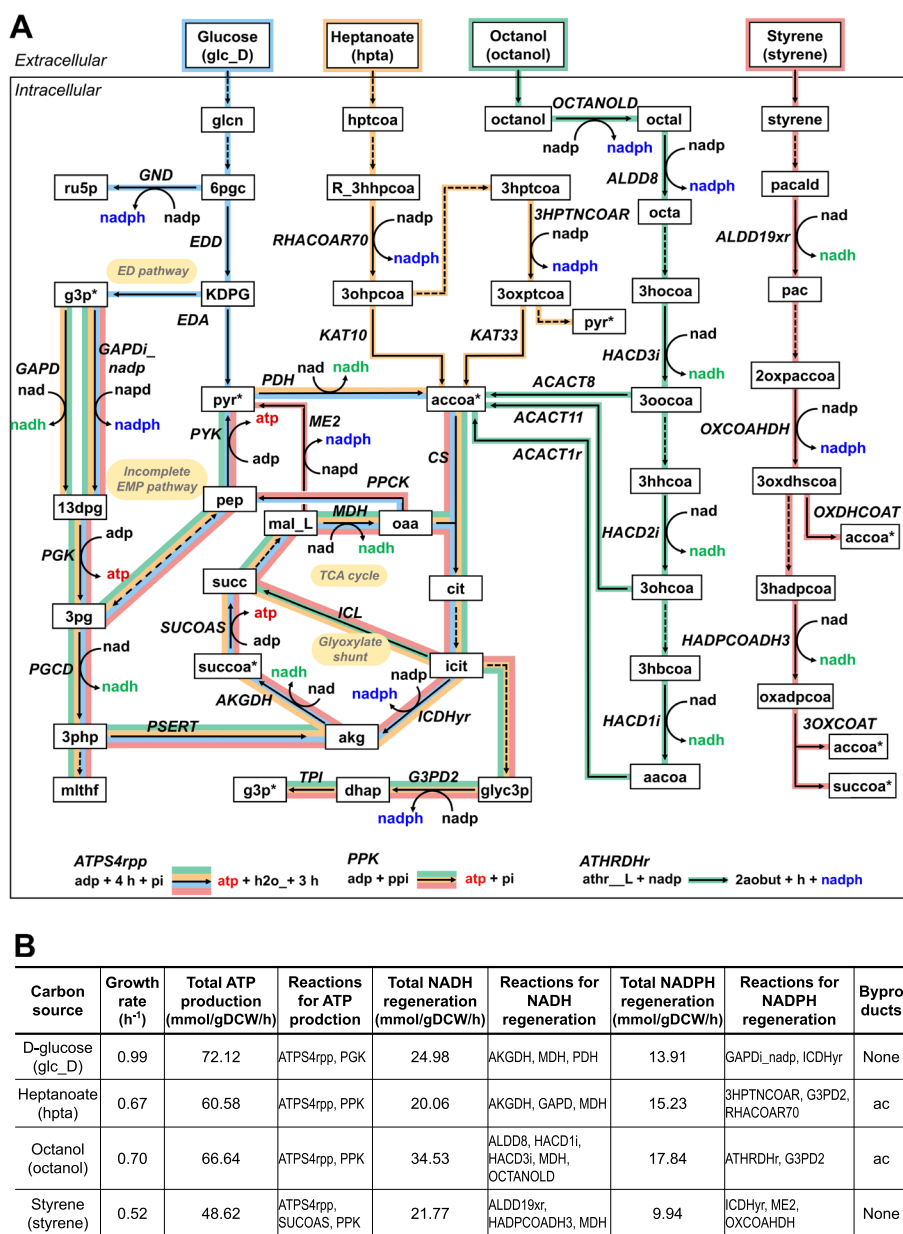 A
Extracellular
Intracellular
Glucose
(glc_D)
Heptanoate
(hpta)
Octanol
(octanol)
Styrene
(styrene)
glcn
hptcoa
octanol
OCTANOLD
octal
styrene
nadp
nadph
nadp
ru5p
GND
6pgc
R_3hhpcoa
3hptcoa
ALDD8
nadph
pacald
nadph
nadp
octa
nad
EDD
RHACOAR70
nadp
nadph
3HPTNCOAR
nadp
nadph
ALDD19xr
nadh
ED pathway
g3p*
KDPG
3ohpcoa
3oxptcoa
3hocoa
pac
EDA
pyr*
GAPD
GAPDi_
nadp
KAT10
KAT33
HACD3i
nad
nadh
nad
nadh
napd
nadph
PDH
nad
nadh
ACACT8
2oxpaccoa
pyr*
accoa*
3oocoa
PYK
atp
adp
ME2
nadph
napd
CS
ACACT11
ACACT1r
OXCOAHDH
nadp
nadph
Incomplete
EMP pathway
PPCK
3hhcoa
3oxdhscoa
13dpg
pep
mal_L
MDH
oaa
OXDHCOAT
accoa*
PGK
adp
atp
nad
nadh
HACD2i
nad
nadh
TCA cycle
succ
cit
3ohcoa
3hadpcoa
3pg
SUCOAS
atp
adp
ICL
Glyoxylate
shunt
HADPCOADH3
nad
nadh
PGCD
nad
nadh
succoa*
nadh
nad
nadph
nadp
icit
3hbcoa
oxadpcoa
AKGDH
ICDHyr
HACD1i
nad
nadh
3php
PSERT
akg
3OXCOAT
accoa*
mlthf
g3p*
TPI
dhap
G3PD2
glyc3p
aacoa
succoa*
nadph
nadp
ATPS4rpp
adp + 4 h + pi
atp + h2o_+ 3 h
PPK
adp + ppi
atp + pi
ATHRDHr
athr__L + nadp
2aobut + h + nadph
B
Carbon source
Growth rate (h-1)
Total ATP production (mmol/gDCW/h)
Reactions for ATP prodction
Total NADH regeneration (mmol/gDCW/h)
Reactions for NADH regeneration
Total NADPH regeneration (mmol/gDCW/h)
Reactions for NADPH regeneration
Bypro ducts
D-glucose (glc_D) 0.99 72.12 ATPS4rpp, PGK 24.98 AKGDH, MDH, PDH 13.91 GAPDi_nadp, ICDHyr None
Heptanoate (hpta) 0.67 60.58 ATPS4rpp, PPK 20.06 AKGDH, GAPD, MDH 15.23 3HPTNCOAR, G3PD2, RHACOAR70 ac
Octanol (octanol) 0.70 66.64 ATPS4rpp, PPK 34.53 ALDD8, HACD1i, HACD3i, MDH, OCTANOLD 17.84 ATHRDHr, G3PD2 ac
Styrene (styrene) 0.52 48.62 ATPS4rpp, SUCOAS, PPK 21.77 ALDD19xr, HADPCOADH3, MDH 9.94 ICDHyr, ME2, OXCOAHDH None